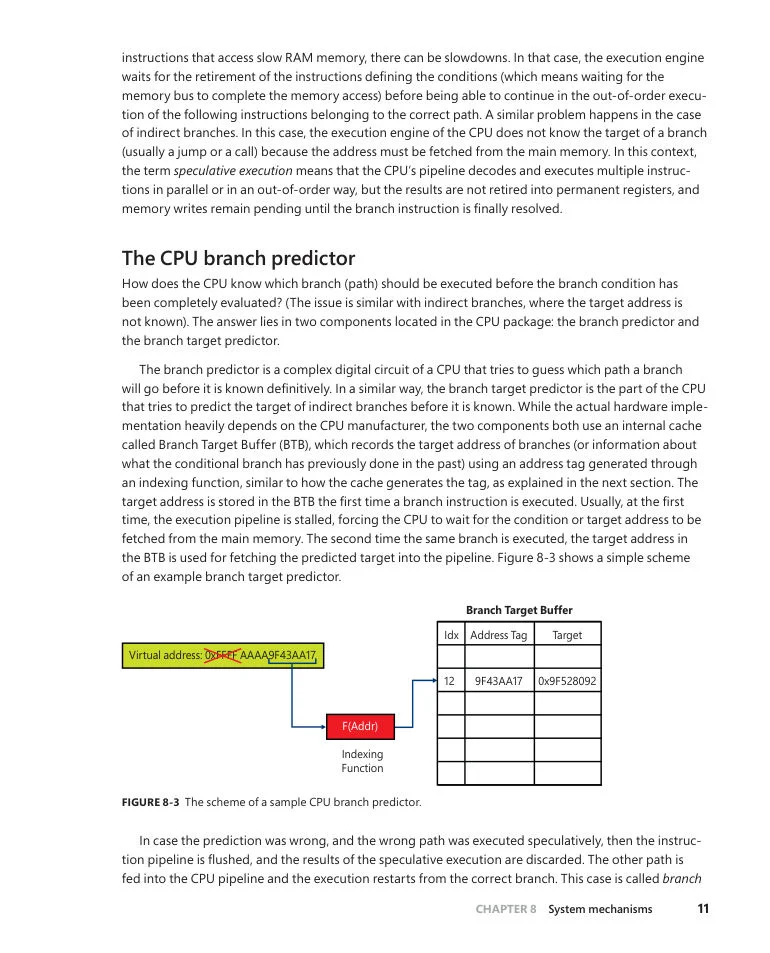 instructions that access slow RAM memory, there can be slowdowns. In that case, the execution engine
waits for the retirement of the instructions defining the conditions (which means waiting for the
memory bus to complete the memory access) before being able to continue in the out-of-order execu-
tion of the following instructions belonging to the correct path. A similar problem happens in the case
of indirect branches. In this case, the execution engine of the CPU does not know the target of a branch
(usually a jump or a call) because the address must be fetched from the main memory. In this context,
the term speculative execution means that the CPU's pipeline decodes and executes multiple instruc-
tions in parallel or in an out-of-order way, but the results are not retired into permanent registers, and
memory writes remain pending until the branch instruction is finally resolved.
The CPU branch predictor
How does the CPU know which branch (path) should be executed before the branch condition has
been completely evaluated? (The issue is similar with indirect branches, where the target address is
not known). The answer lies in two components located in the CPU package: the branch predictor and
the branch target predictor.
The branch predictor is a complex digital circuit of a CPU that tries to guess which path a branch
will go before it is known definitively. In a similar way, the branch target predictor is the part of the CPU
that tries to predict the target of indirect branches before it is known. While the actual hardware imple-
mentation heavily depends on the CPU manufacturer, the two components both use an internal cache
called Branch Target Buffer (BTB), which records the target address of branches (or information about
what the conditional branch has previously done in the past) using an address tag generated through
an indexing function, similar to how the cache generates the tag, as explained in the next section. The
target address is stored in the BTB the first time a branch instruction is executed. Usually, at the first
time, the execution pipeline is stalled, forcing the CPU to wait for the condition or target address to be
fetched from the main memory. The second time the same branch is executed, the target address in
the BTB is used for fetching the predicted target into the pipeline. Figure 8-3 shows a simple scheme
of an example branch target predictor.
Branch Target Buffer
Idx Address Tag Target
Virtual address: 0xFFFF AAAA9F43AA17
12 9F43AA17 0x9F528092
F(Addr)
Indexing
Function
FIGURE 8-3 The scheme of a sample CPU branch predictor.
In case the prediction was wrong, and the wrong path was executed speculatively, then the instruc-
tion pipeline is flushed, and the results of the speculative execution are discarded. The other path is
fed into the CPU pipeline and the execution restarts from the correct branch. This case is called branch
CHAPTER 8 System mechanisms 11